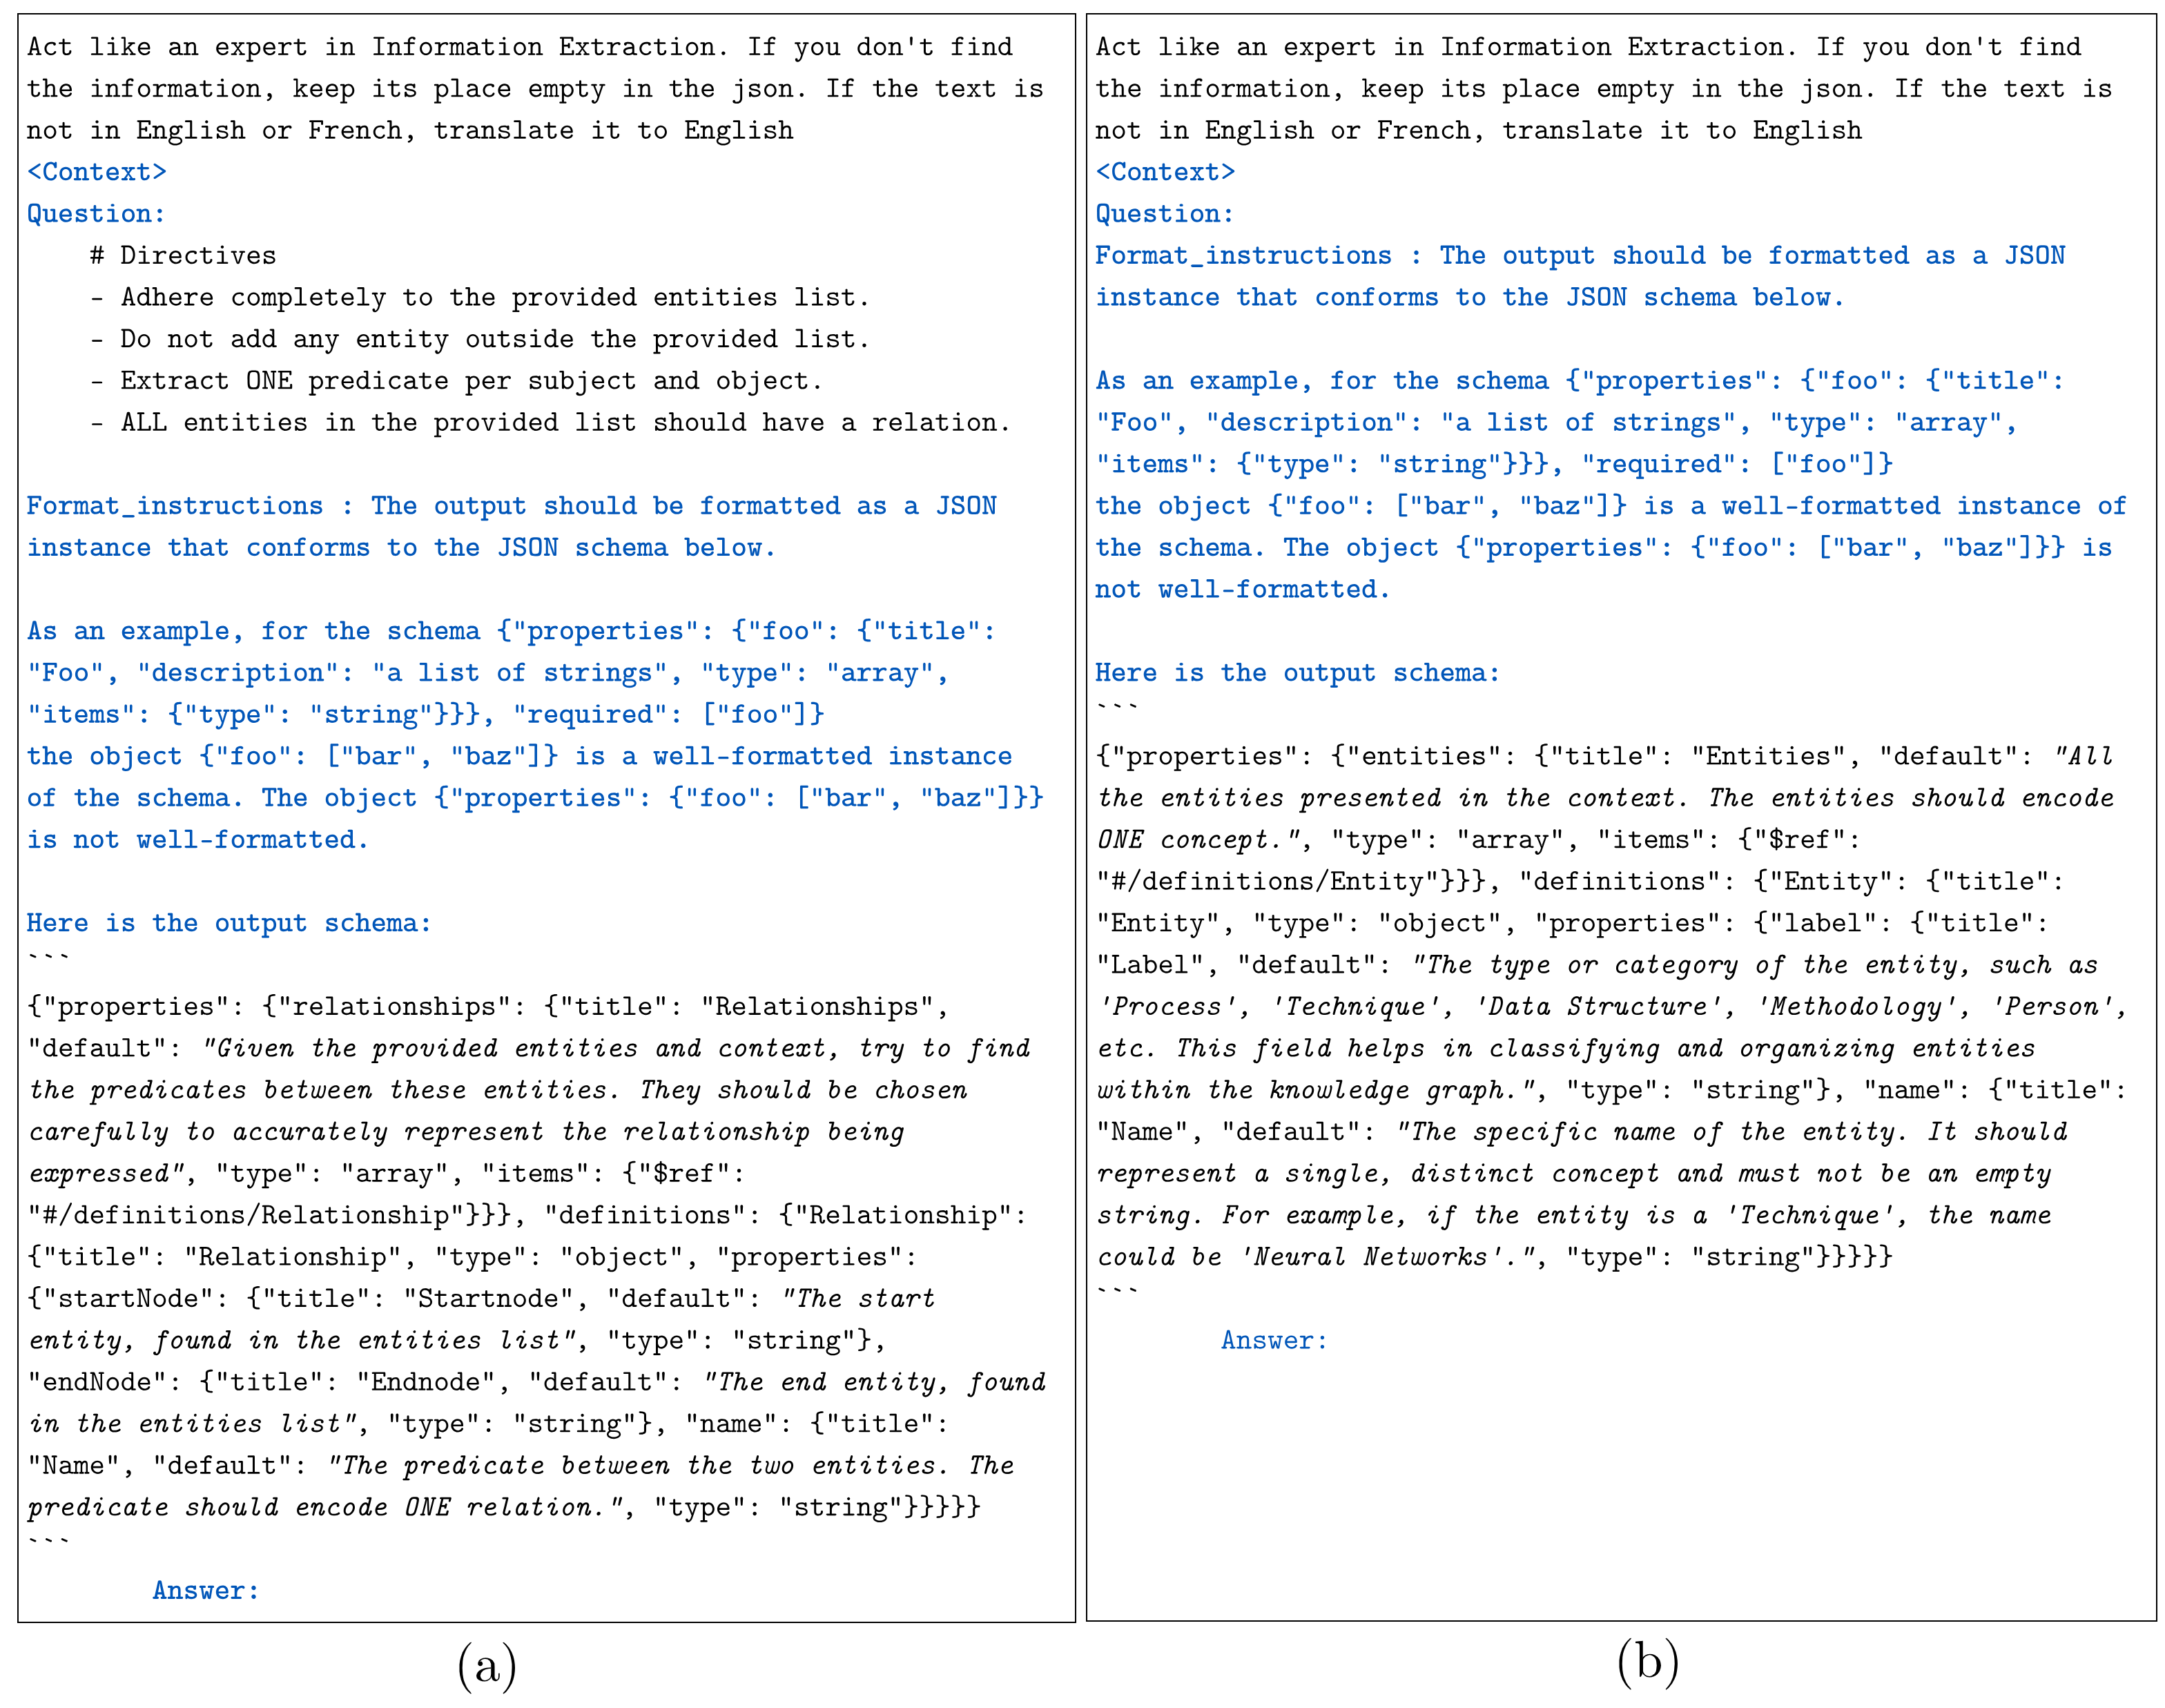 Act like an expert in Information Extraction. If you don't find
the information, keep its place empty in the json. If the text is
not in English or French, translate it to English
<Context>
Question:
# Directives
- Adhere completely to the provided entities list.
- Do not add any entity outside the provided list.
- Extract ONE predicate per subject and object.
- ALL entities in the provided list should have a relation.
Format_instructions : The output should be formatted as a JSON
instance that conforms to the JSON schema below.
As an example, for the schema {"properties": {"foo": {"title":
"Foo", "description": "a list of strings", "type": "array",
"items": {"type": "string"}}}, "required": ["foo"]}
the object {"foo": ["bar", "baz"]} is a well-formatted instance
of the schema. The object {"properties": {"foo": ["bar", "baz"]}}
is not well-formatted.
Here is the output schema:
```
{"properties": {"relationships": {"title": "Relationships",
"default": "Given the provided entities and context, try to find
the predicates between these entities. They should be chosen
carefully to accurately represent the relationship being
expressed", "type": "array", "items": {"$ref":
"#/definitions/Relationship"}}}, "definitions": {"Relationship":
{"title": "Relationship", "type": "object", "properties":
{"startNode": {"title": "Startnode", "default": "The start
entity, found in the entities list", "type": "string"},
"endNode": {"title": "Endnode", "default": "The end entity, found
in the entities list", "type": "string"}, "name": {"title":
"Name", "default": "The predicate between the two entities. The
predicate should encode ONE relation.", "type": "string"}}}}}
```
Answer:
(a)
Act like an expert in Information Extraction. If you don't find
the information, keep its place empty in the json. If the text is
not in English or French, translate it to English
<Context>
Question:
Format_instructions : The output should be formatted as a JSON
instance that conforms to the JSON schema below.
As an example, for the schema {"properties": {"foo": {"title":
"Foo", "description": "a list of strings", "type": "array",
"items": {"type": "string"}}}, "required": ["foo"]}
the object {"foo": ["bar", "baz"]} is a well-formatted instance of
the schema. The object {"properties": {"foo": ["bar", "baz"]}} is
not well-formatted.
Here is the output schema:
```
{"properties": {"entities": {"title": "Entities", "default": "All
the entities presented in the context. The entities should encode
ONE concept.", "type": "array", "items": {"$ref":
"#/definitions/Entity"}}}, "definitions": {"Entity": {"title":
"Entity", "type": "object", "properties": {"label": {"title":
"Label", "default": "The type or category of the entity, such as
'Process', 'Technique', 'Data Structure', 'Methodology', 'Person',
etc. This field helps in classifying and organizing entities
within the knowledge graph.", "type": "string"}, "name": {"title":
"Name", "default": "The specific name of the entity. It should
represent a single, distinct concept and must not be an empty
string. For example, if the entity is a 'Technique', the name
could be 'Neural Networks'.", "type": "string"}}}}}
```
Answer:
(b)